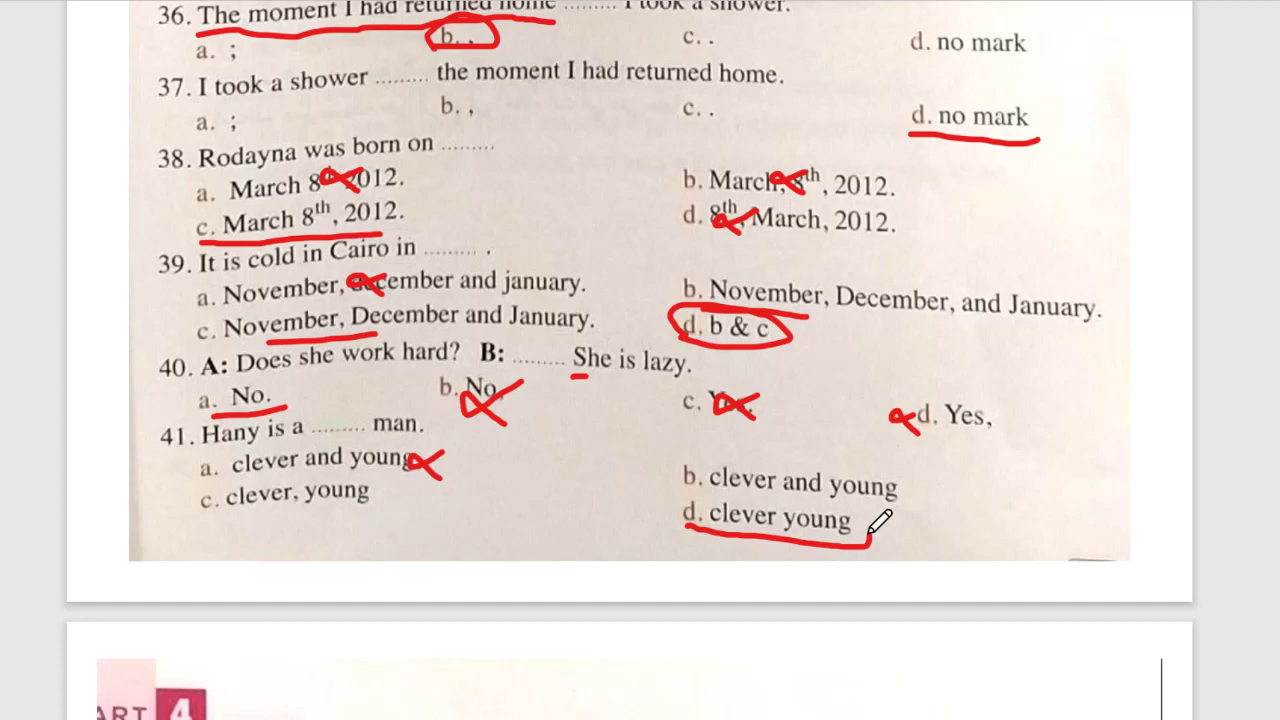 36. The moment I had returned home ......... I took a shower.
a. ; b. , c. . d. no mark
37. I took a shower ......... the moment I had returned home.
a. ; b. , c. . d. no mark
38. Rodayna was born on .........
a. March 8 2012. b. March, 8th, 2012.
c. March 8th, 2012. d. 8th, March, 2012.
39. It is cold in Cairo in ......... .
a. November, december and january. b. November, December, and January.
c. November, December and January. d. b & c
40. A: Does she work hard? B: ......... She is lazy.
a. No. b. No, c. Yes. d. Yes,
41. Hany is a ......... man.
a. clever and young b. clever and young
c. clever, young d. clever young
ART 4